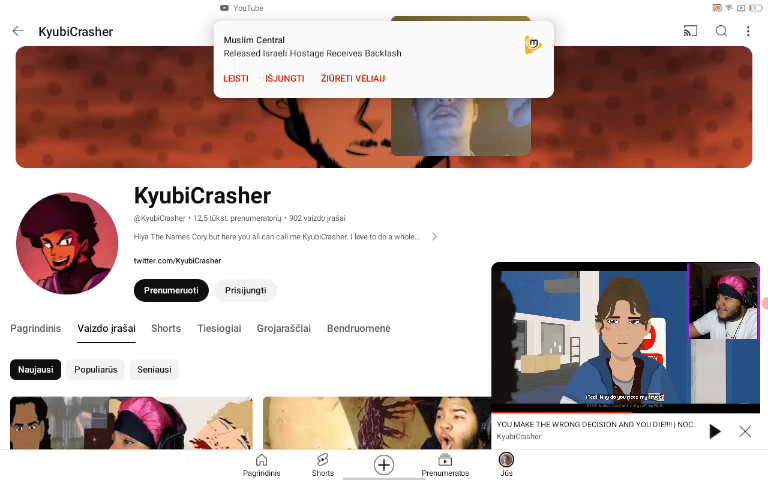 YouTube
Muslim Central
Released Israeli Hostage Receives Backlash
LEISTI IŠJUNGTI ŽIŪRĖTI VĖLIAU
KyubiCrasher
KyubiCrasher
@KyubiCrasher • 12,5 tūkst. prenumeratorių • 902 vaizdo įrašai
Hiya The Names Cory but here you all can call me KyubiCrasher. I love to do a whole...
twitter.com/KyubiCrasher
Prenumeruoti Prisijungti
Pagrindinis Vaizdo įrašai Shorts Tiesiogiai Grojaraščiai Bendruomenė
Naujausi Populiarūs Seniausi
YOU MAKE THE WRONG DECISION AND YOU DIE!!!! | NOC..
KyubiCrasher
Pagrindinis Shorts Prenumeratos Jūs